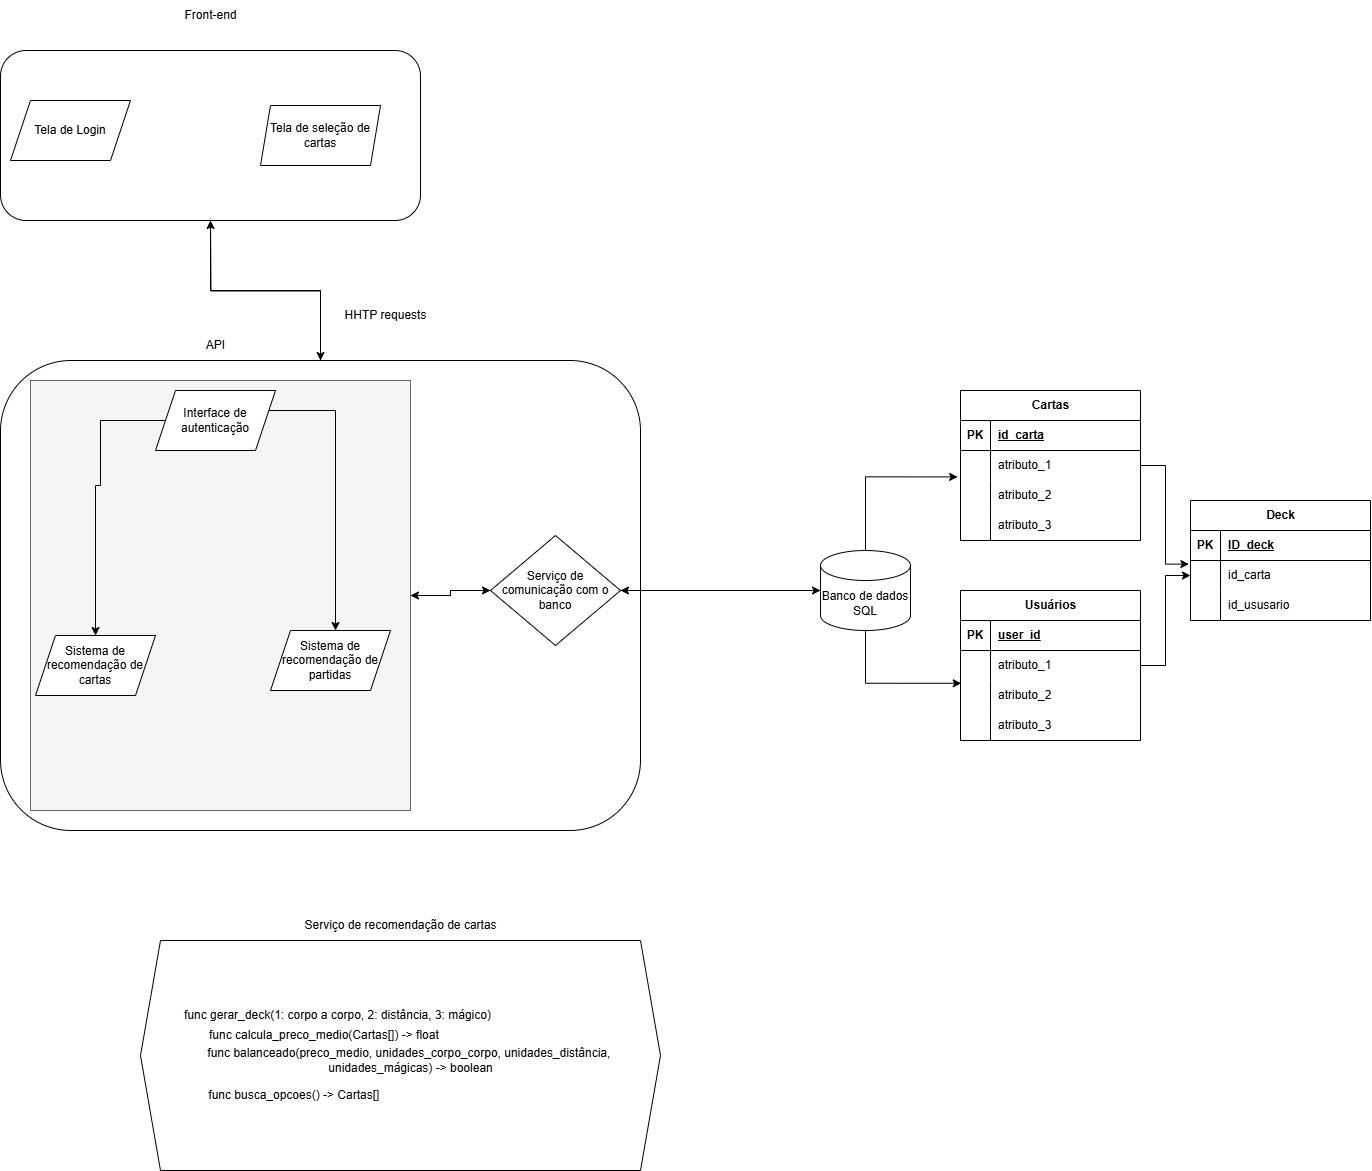 Front-end
Tela de Login
Tela de seleção de
cartas
HHTP requests
API
Interface de
autenticação
Sistema de
recomendação de
cartas
Sistema de
recomendação de
partidas
Serviço de
comunicação com o
banco
Banco de dados
SQL
Cartas
PK id_carta
atributo_1
atributo_2
atributo_3
Usuários
PK user_id
atributo_1
atributo_2
atributo_3
Deck
PK ID_deck
id_carta
id_ususario
Serviço de recomendação de cartas
func gerar_deck(1: corpo a corpo, 2: distância, 3: mágico)
func calcula_preco_medio(Cartas[]) -> float
func balanceado(preco_medio, unidades_corpo_corpo, unidades_distância,
unidades_mágicas) -> boolean
func busca_opcoes() -> Cartas[]